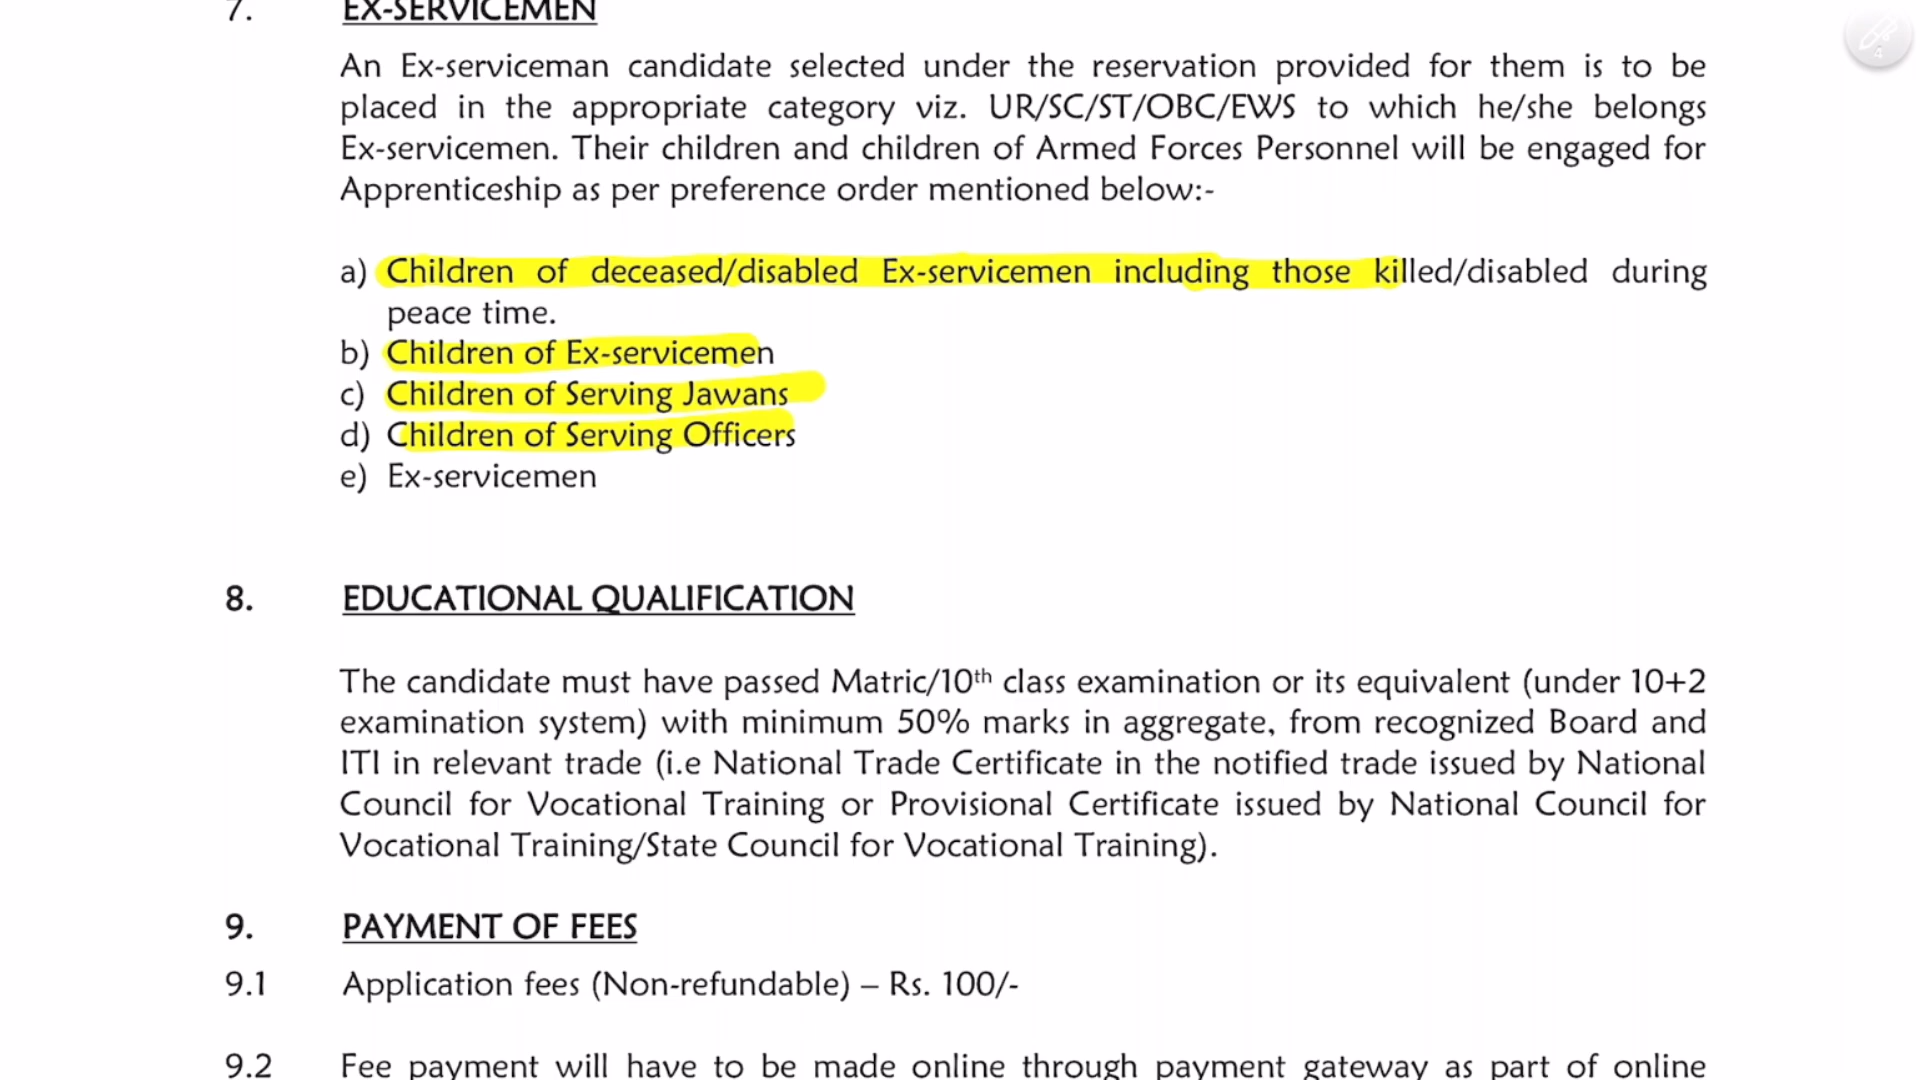 7. EX-SERVICEMEN
An Ex-serviceman candidate selected under the reservation provided for them is to be
placed in the appropriate category viz. UR/SC/ST/OBC/EWS to which he/she belongs
Ex-servicemen. Their children and children of Armed Forces Personnel will be engaged for
Apprenticeship as per preference order mentioned below:-
a) Children of deceased/disabled Ex-servicemen including those killed/disabled during
peace time.
b) Children of Ex-servicemen
c) Children of Serving Jawans
d) Children of Serving Officers
e) Ex-servicemen
8. EDUCATIONAL QUALIFICATION
The candidate must have passed Matric/10th class examination or its equivalent (under 10+2
examination system) with minimum 50% marks in aggregate, from recognized Board and
ITI in relevant trade (i.e National Trade Certificate in the notified trade issued by National
Council for Vocational Training or Provisional Certificate issued by National Council for
Vocational Training/State Council for Vocational Training).
9. PAYMENT OF FEES
9.1 Application fees (Non-refundable) – Rs. 100/-
9.2 Fee payment will have to be made online through payment gateway as part of online
4